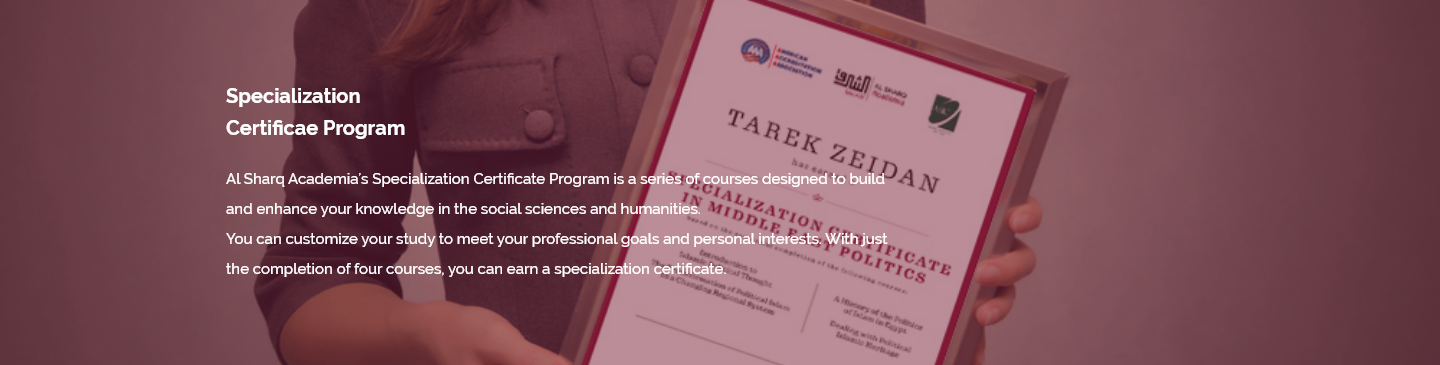 Specialization
Certificae Program
Al Sharq Academia's Specialization Certificate Program is a series of courses designed to build
and enhance your knowledge in the social sciences and humanities.
You can customize your study to meet your professional goals and personal interests. With just
the completion of four courses, you can earn a specialization certificate.
AMERICAN
ACCREDITATION
ASSOCIATION
الشرق
AL SHARQ
Academia
TAREK ZEIDAN
has
SPECIALIZATION CERTIFICATE
IN MIDDLE EAST POLITICS
completion of the following courses:
Introduction to
Islamic Political Thought
The Transformation of Political Islam
in a Changing Regional System
A History of the Politics
of Islam in Egypt
Dealing with Political
Islamic Heritage